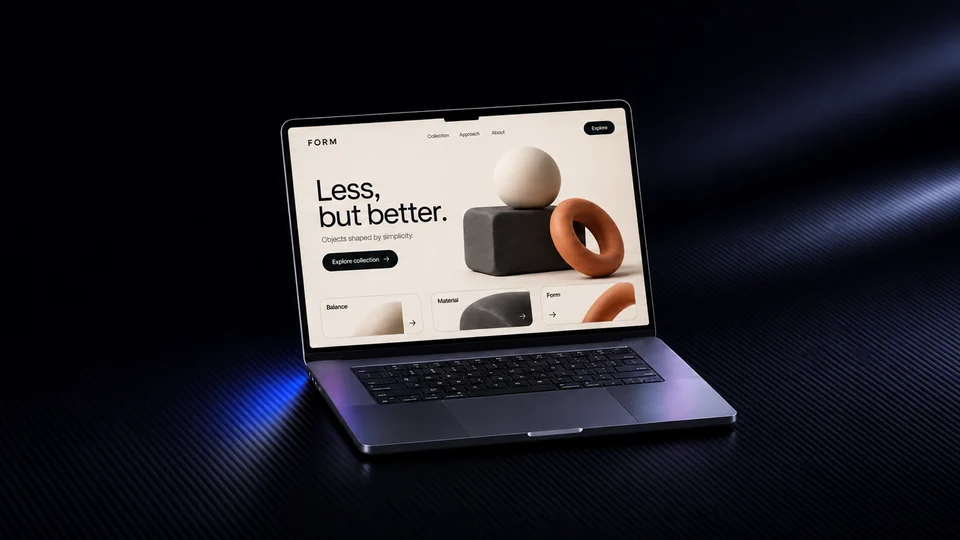 FORM
Collection Approach About
Explore
Less,
but better.
Objects shaped by simplicity.
Explore collection →
Balance
→
Material
→
Form
→